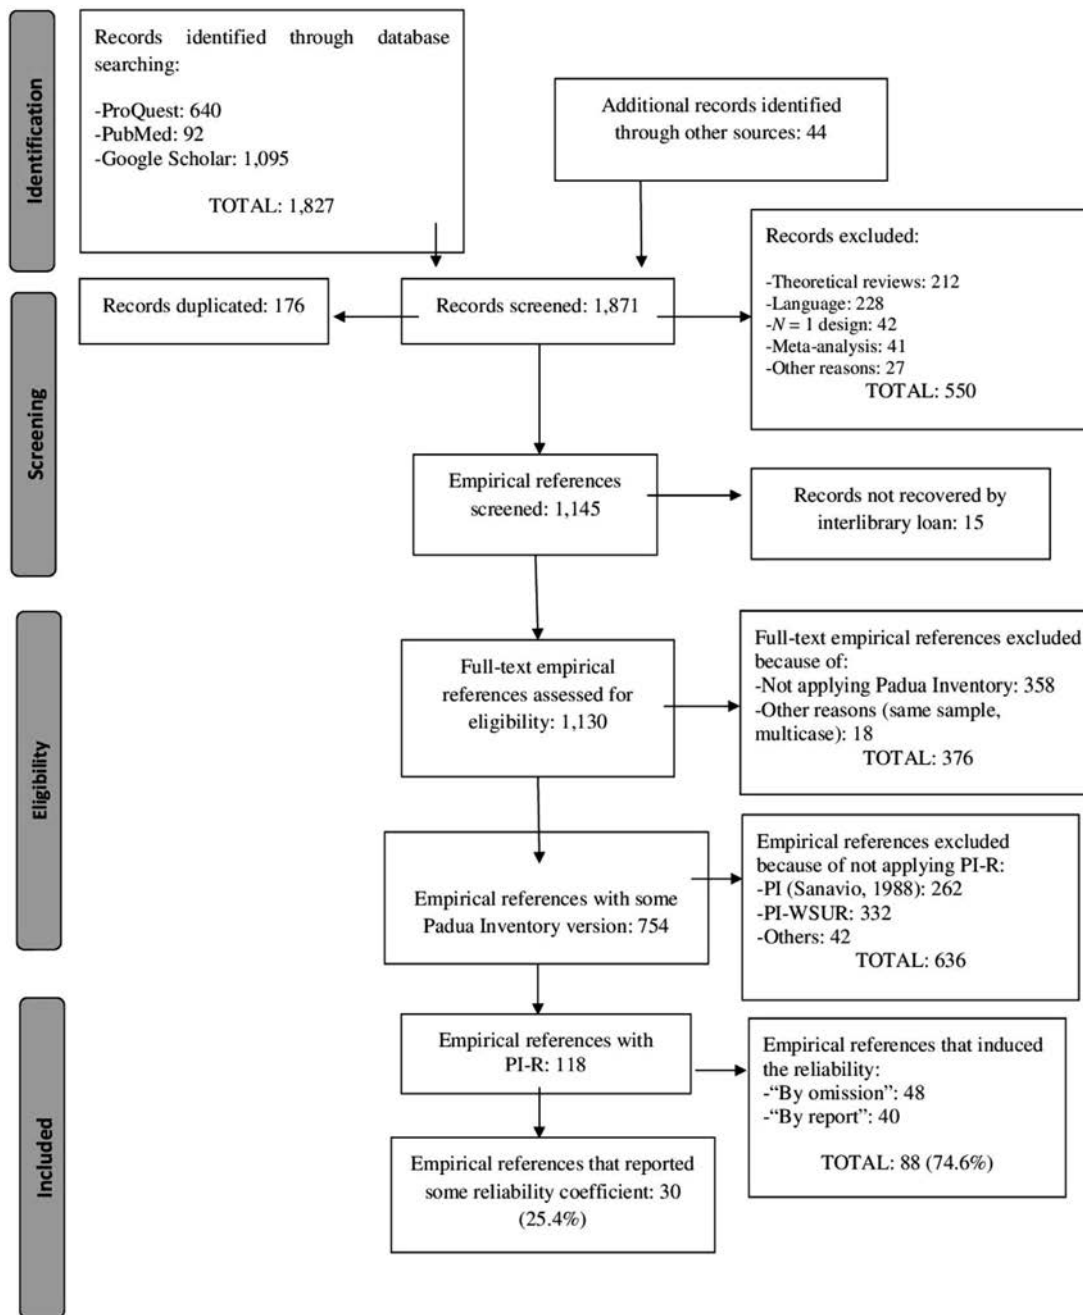 Identification
Records identified through database
searching:
-ProQuest: 640
-PubMed: 92
-Google Scholar: 1,095
TOTAL: 1,827
Additional records identified
through other sources: 44
Screening
Records duplicated: 176
Records screened: 1,871
Records excluded:
-Theoretical reviews: 212
-Language: 228
-N = 1 design: 42
-Meta-analysis: 41
-Other reasons: 27
TOTAL: 550
Empirical references
screened: 1,145
Records not recovered by
interlibrary loan: 15
Eligibility
Full-text empirical
references assessed for
eligibility: 1,130
Full-text empirical references excluded
because of:
-Not applying Padua Inventory: 358
-Other reasons (same sample,
multicase): 18
TOTAL: 376
Empirical references with some
Padua Inventory version: 754
Empirical references excluded
because of not applying PI-R:
-PI (Sanavio, 1988): 262
-PI-WSUR: 332
-Others: 42
TOTAL: 636
Included
Empirical references with
PI-R: 118
Empirical references that induced
the reliability:
-“By omission”: 48
-“By report”: 40
TOTAL: 88 (74.6%)
Empirical references that reported
some reliability coefficient: 30
(25.4%)